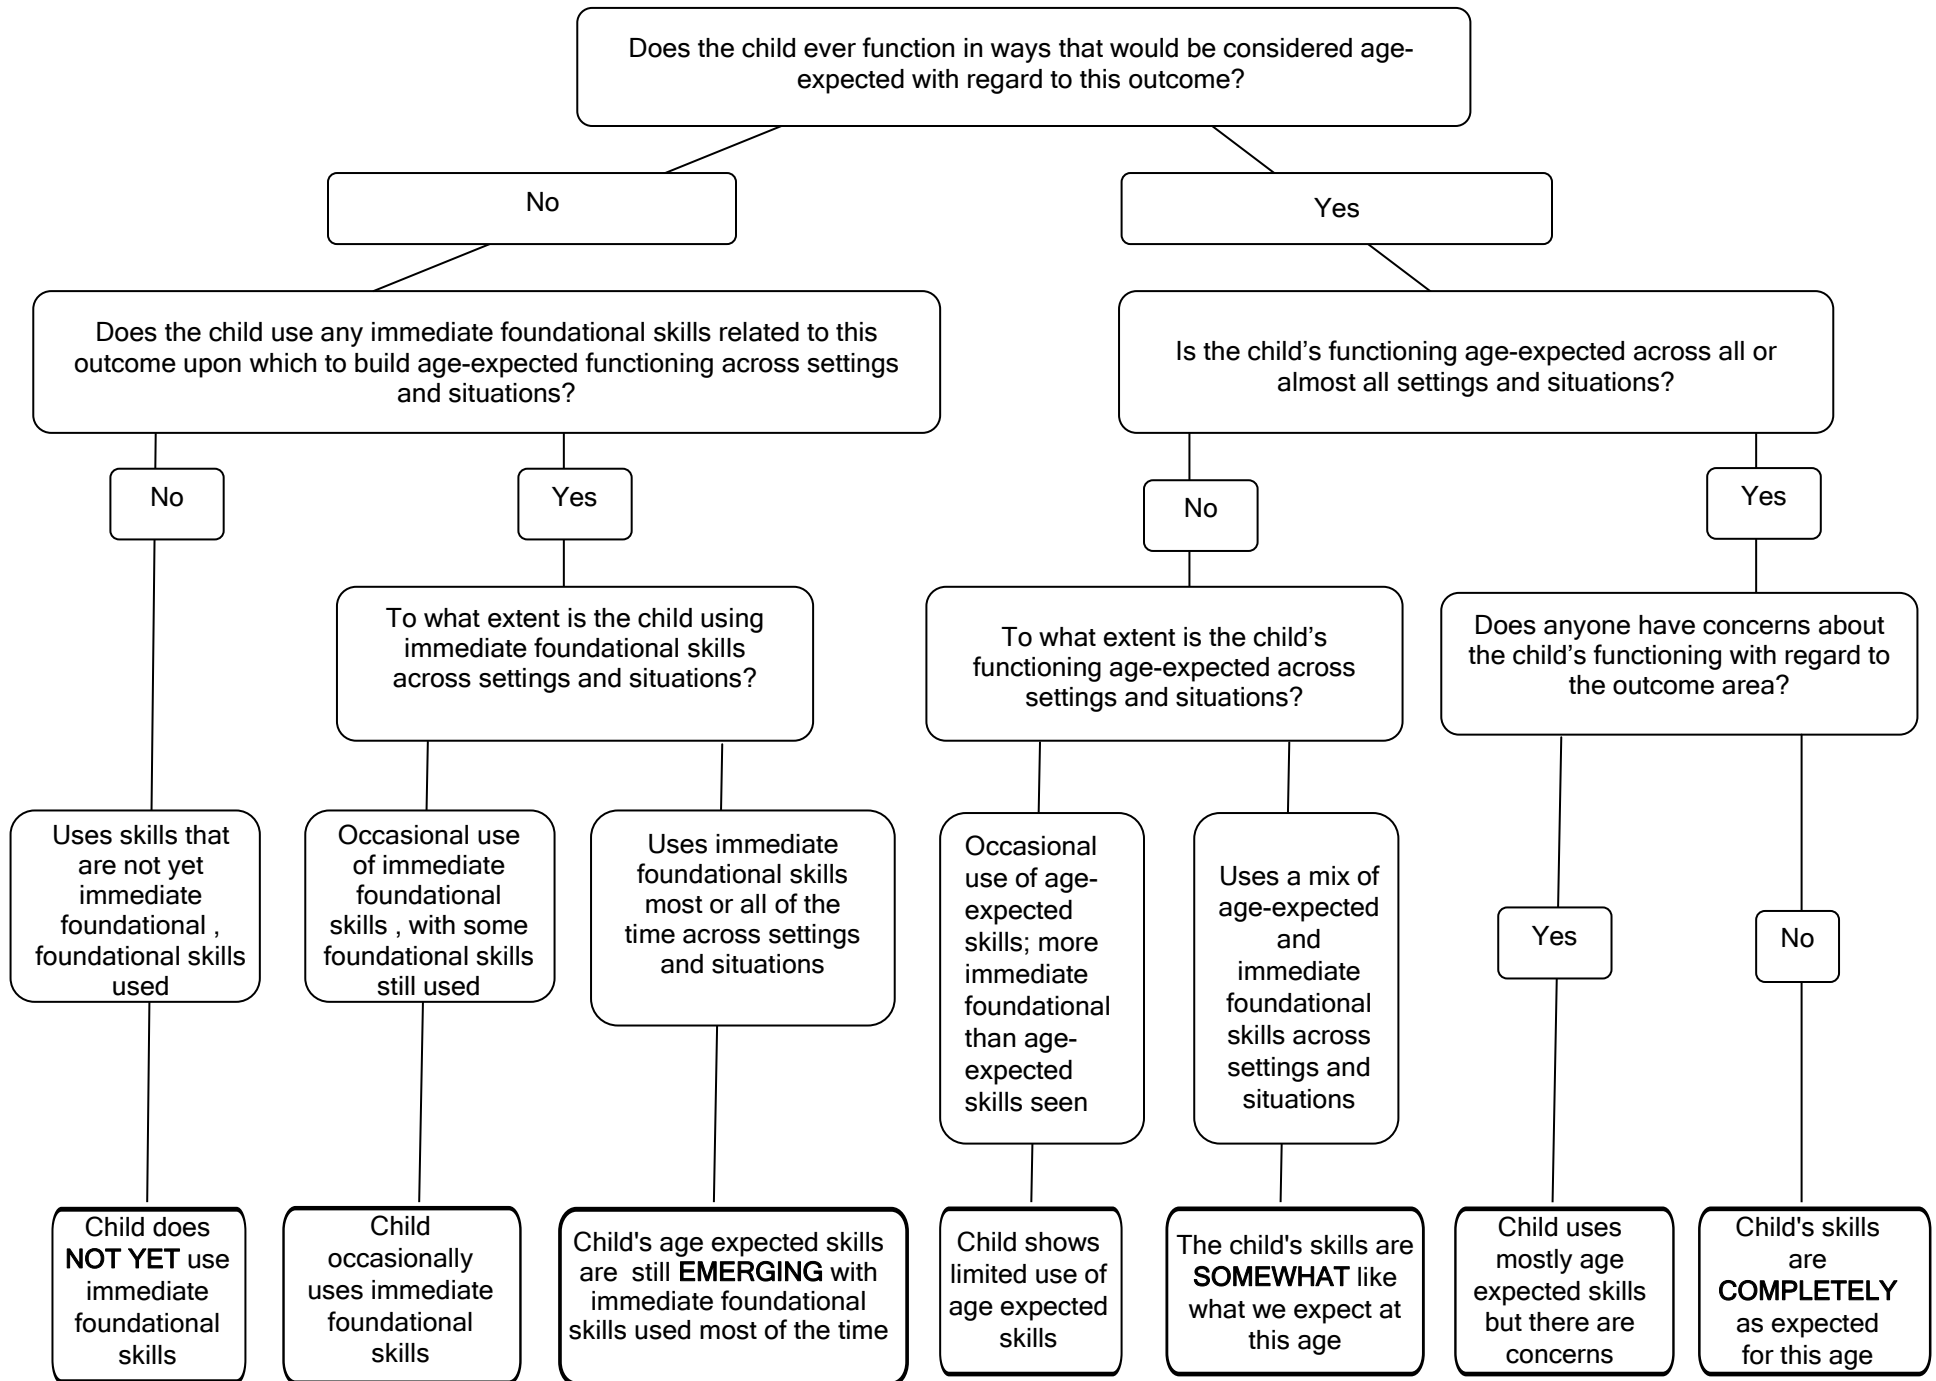 Does the child ever function in ways that would be considered age-
expected with regard to this outcome?
No
Yes
Does the child use any immediate foundational skills related to this
outcome upon which to build age-expected functioning across settings
and situations?
Is the child’s functioning age-expected across all or
almost all settings and situations?
No
Yes
No
Yes
To what extent is the child using
immediate foundational skills
across settings and situations?
To what extent is the child’s
functioning age-expected across
settings and situations?
Does anyone have concerns about
the child’s functioning with regard to
the outcome area?
Uses skills that
are not yet
immediate
foundational ,
foundational skills
used
Occasional use
of immediate
foundational
skills , with some
foundational skills
still used
Uses immediate
foundational skills
most or all of the
time across settings
and situations
Occasional
use of age-
expected
skills; more
immediate
foundational
than age-
expected
skills seen
Uses a mix of
age-expected
and
immediate
foundational
skills across
settings and
situations
Yes
No
Child does
NOT YET use
immediate
foundational
skills
Child
occasionally
uses immediate
foundational
skills
Child's age expected skills
are still EMERGING with
immediate foundational
skills used most of the time
Child shows
limited use of
age expected
skills
The child's skills are
SOMEWHAT like
what we expect at
this age
Child uses
mostly age
expected skills
but there are
concerns
Child's skills
are
COMPLETELY
as expected
for this age